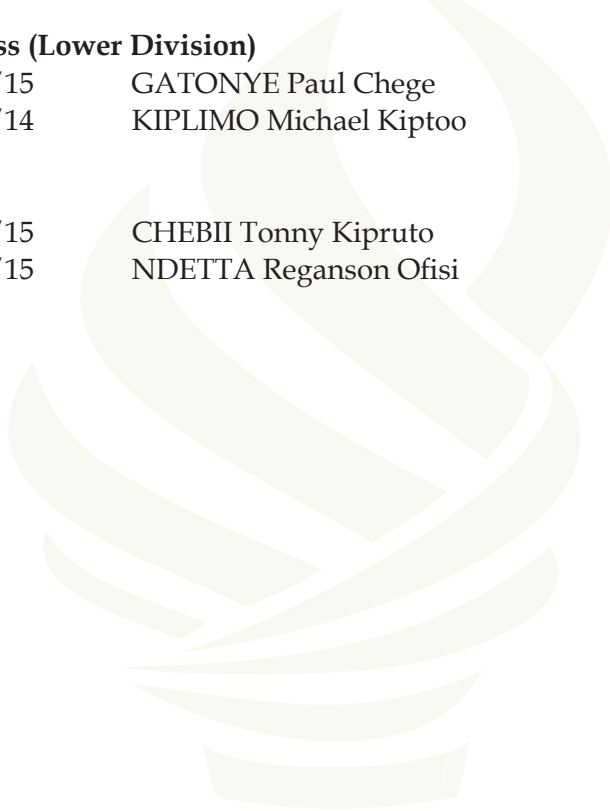 ss (Lower Division)
/15 GATONYE Paul Chege
/14 KIPLIMO Michael Kiptoo
/15 CHEBII Tonny Kipruto
/15 NDETTA Reganson Ofisi